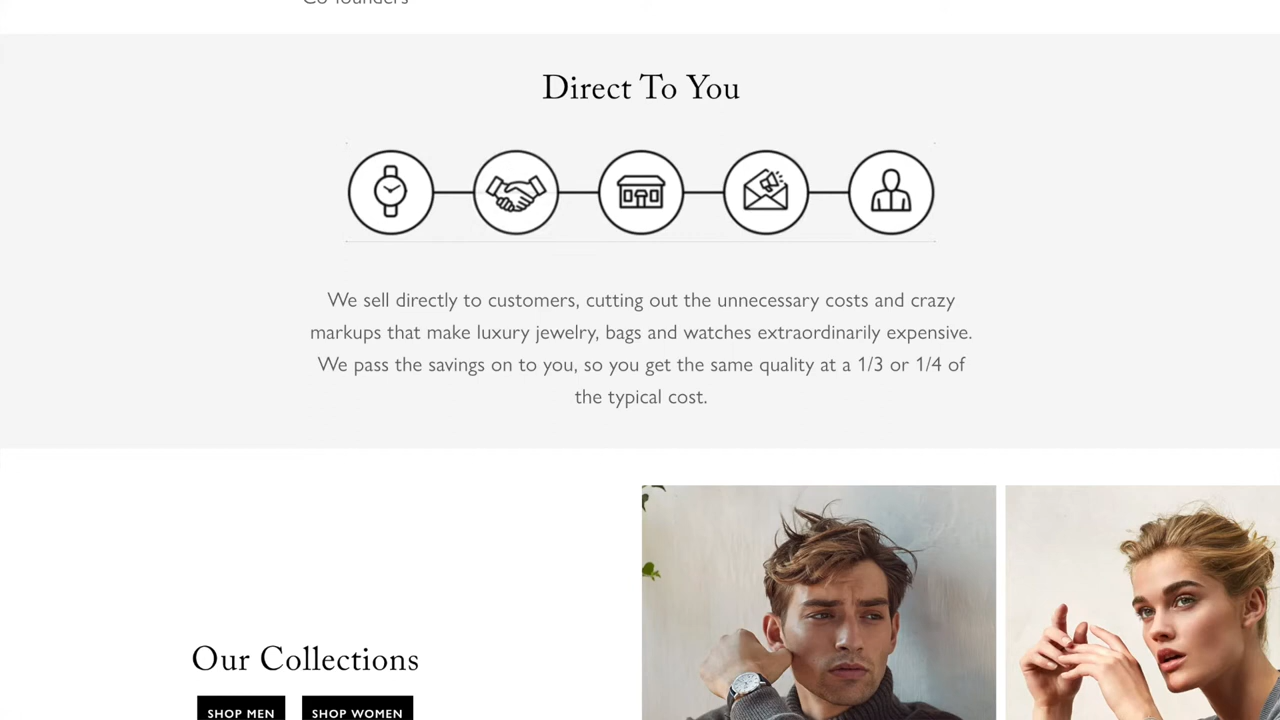 Co-founders
Direct To You
We sell directly to customers, cutting out the unnecessary costs and crazy
markups that make luxury jewelry, bags and watches extraordinarily expensive.
We pass the savings on to you, so you get the same quality at a 1/3 or 1/4 of
the typical cost.
Our Collections
SHOP MEN
SHOP WOMEN